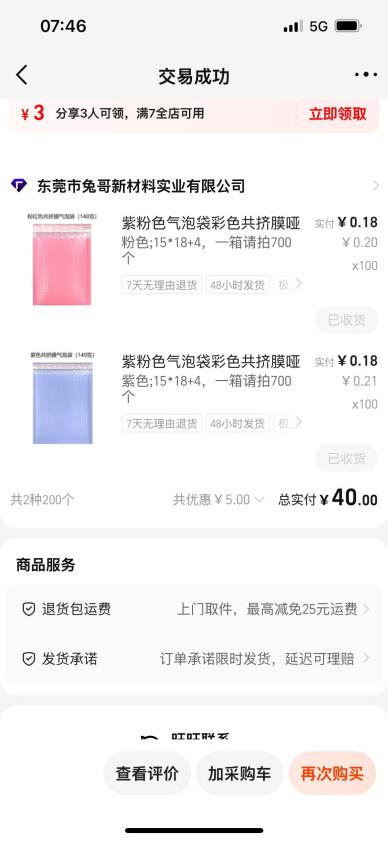 07:46
5G
交易成功
¥3 分享3人可领，满7全店可用 立即领取
东莞市兔哥新材料实业有限公司
粉红色共挤膜气泡袋（140克）
紫粉色气泡袋彩色共挤膜哑 实付¥0.18
粉色;15*18+4，一箱请拍700 ¥0.20
个 x100
7天无理由退货 48小时发货 极
已收货
紫色共挤膜气泡袋（140克）
紫粉色气泡袋彩色共挤膜哑 实付¥0.18
紫色;15*18+4，一箱请拍700 ¥0.21
个 x100
7天无理由退货 48小时发货 极
已收货
共2种200个 共优惠¥5.00 总实付¥40.00
商品服务
退货包运费 上门取件，最高减免25元运费
发货承诺 订单承诺限时发货，延迟可理赔
旺旺联系
查看评价 加采购车 再次购买